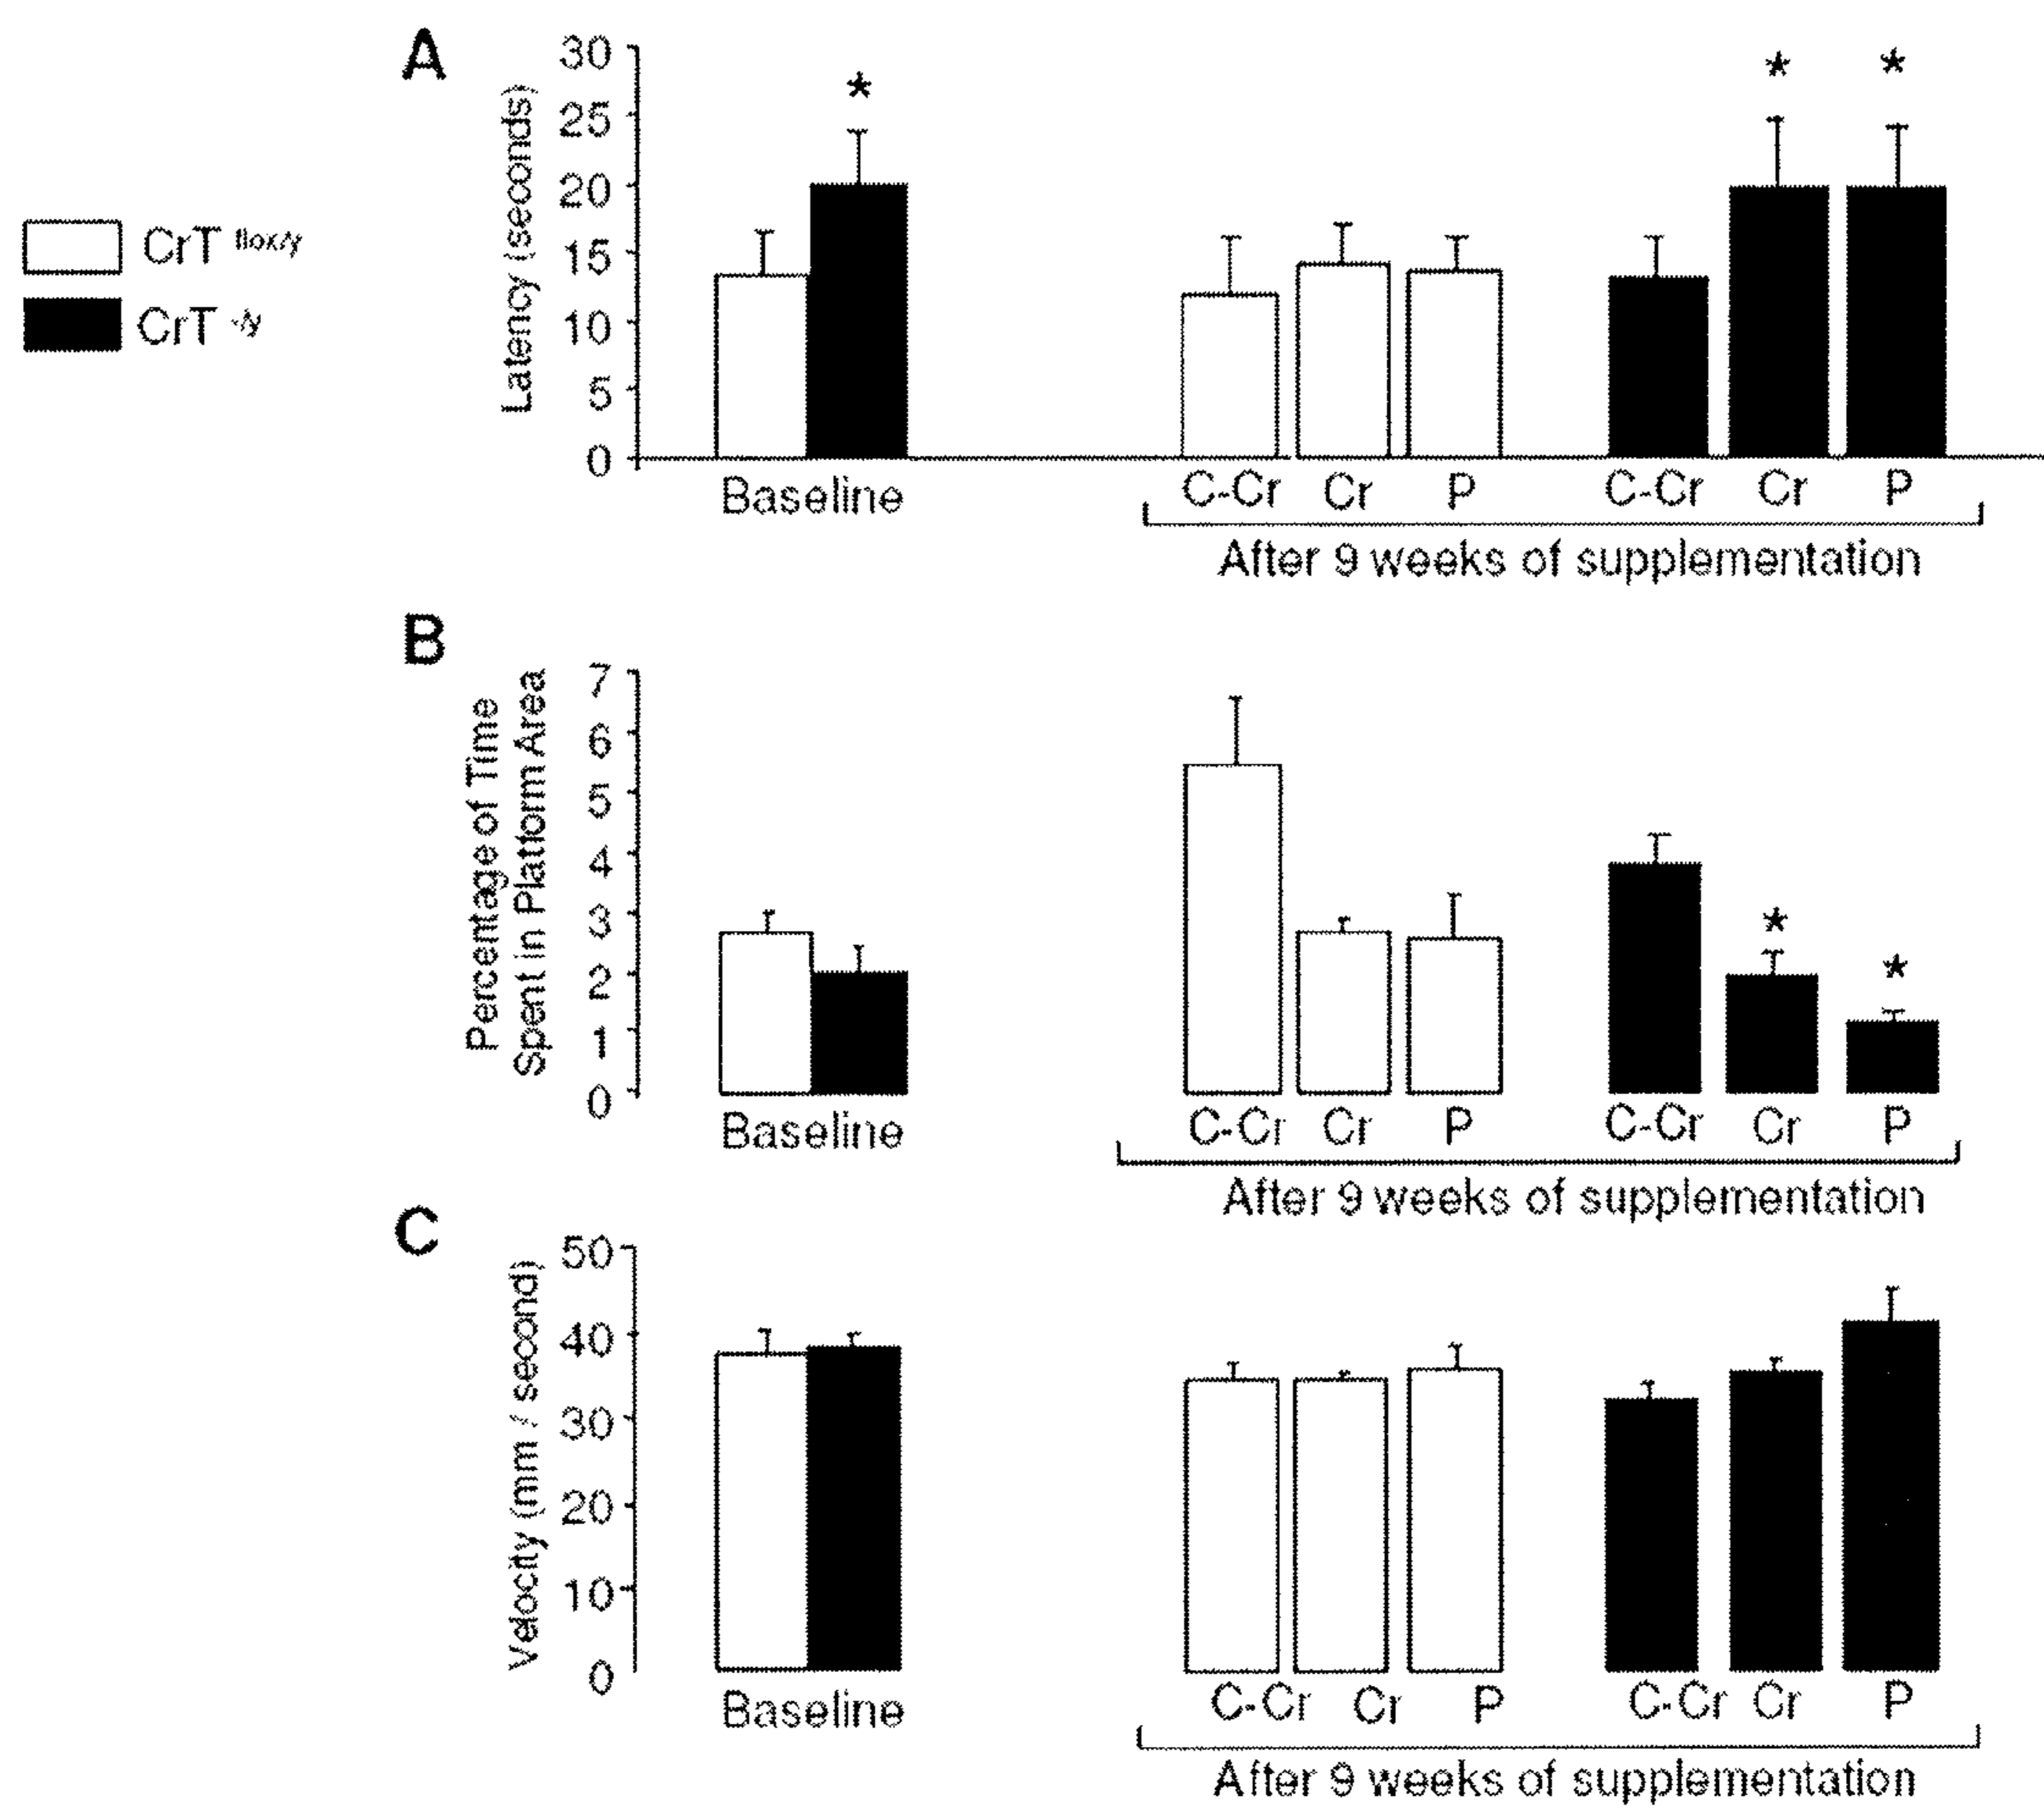 A
30
25
20
15
10
5
0
Latency (seconds)
* * *
CrT flox/y
CrT -/y
Baseline
C-Cr Cr P C-Cr Cr P
After 9 weeks of supplementation
B
7
6
5
4
3
2
1
0
Percentage of Time
Spent in Platform Area
* *
Baseline
C-Cr Cr P C-Cr Cr P
After 9 weeks of supplementation
C
50
40
30
20
10
0
Velocity (mm / second)
Baseline
C-Cr Cr P C-Cr Cr P
After 9 weeks of supplementation